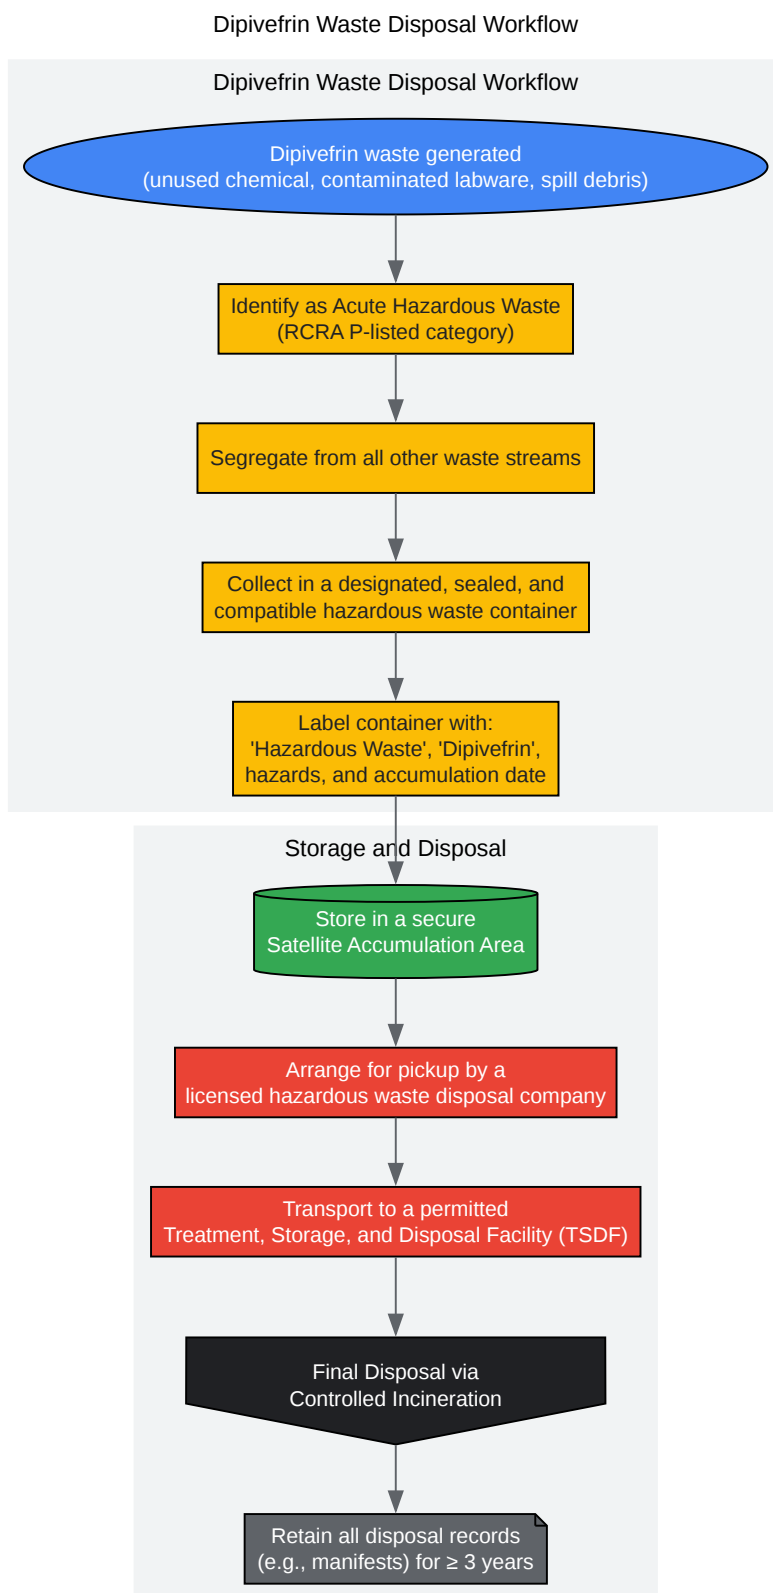 Dipivefrin Waste Disposal Workflow
Dipivefrin Waste Disposal Workflow
Dipivefrin waste generated
(unused chemical, contaminated labware, spill debris)
Identify as Acute Hazardous Waste
(RCRA P-listed category)
Segregate from all other waste streams
Collect in a designated, sealed, and
compatible hazardous waste container
Label container with:
'Hazardous Waste', 'Dipivefrin',
hazards, and accumulation date
Storage and Disposal
Store in a secure
Satellite Accumulation Area
Arrange for pickup by a
licensed hazardous waste disposal company
Transport to a permitted
Treatment, Storage, and Disposal Facility (TSDF)
Final Disposal via
Controlled Incineration
Retain all disposal records
(e.g., manifests) for ≥ 3 years